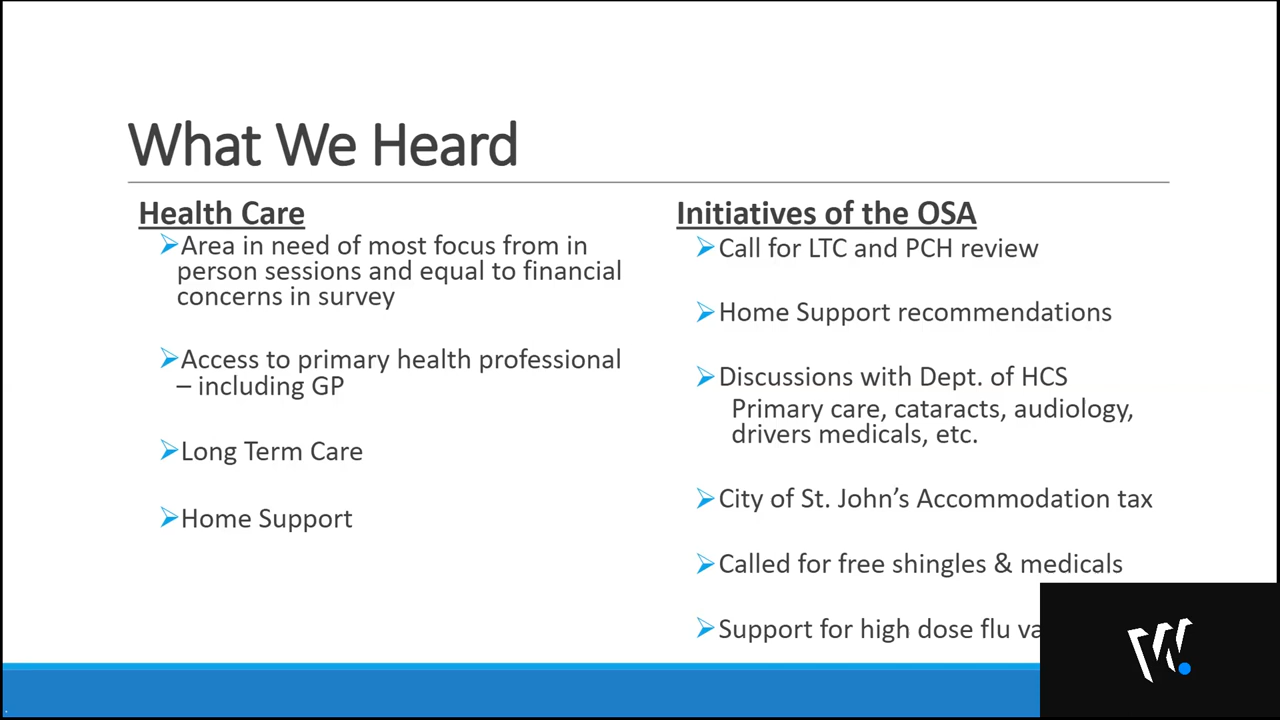 What We Heard
Health Care
Area in need of most focus from in
person sessions and equal to financial
concerns in survey
Access to primary health professional
– including GP
Long Term Care
Home Support
Initiatives of the OSA
Call for LTC and PCH review
Home Support recommendations
Discussions with Dept. of HCS
Primary care, cataracts, audiology,
drivers medicals, etc.
City of St. John’s Accommodation tax
Called for free shingles & medicals
Support for high dose flu
W.